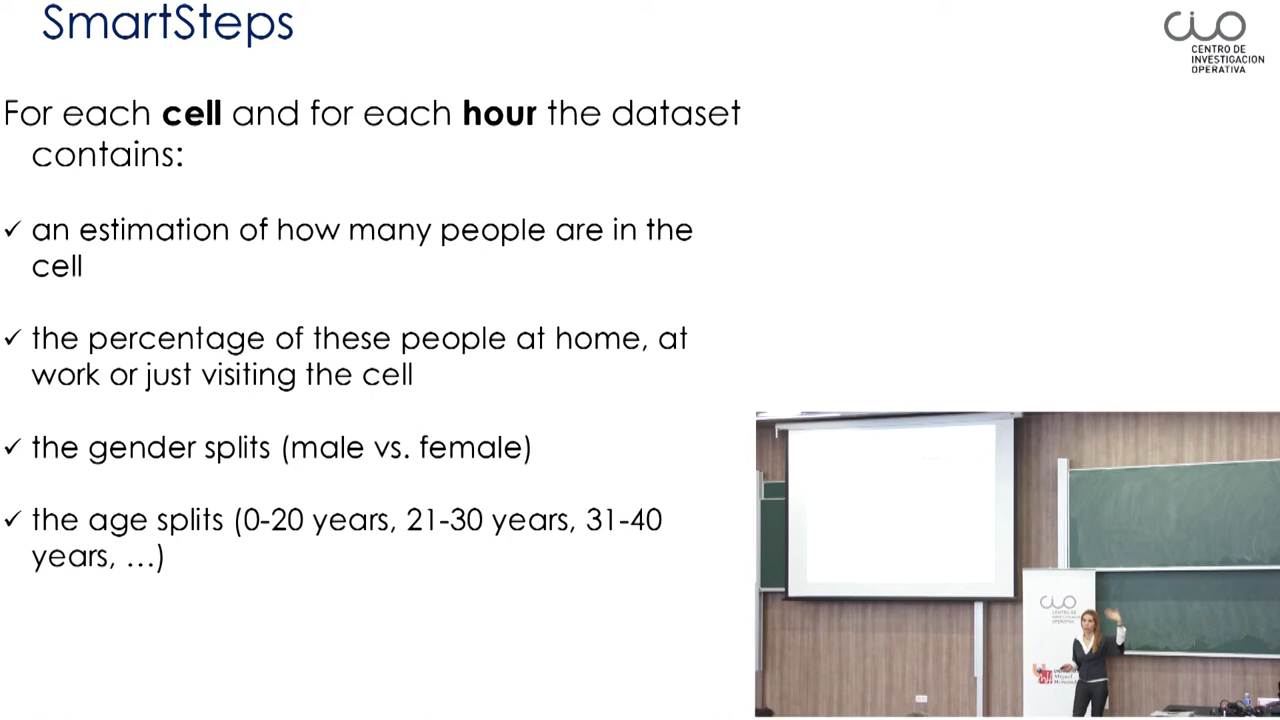 SmartSteps
CIO
CENTRO DE
INVESTIGACION
OPERATIVA
For each cell and for each hour the dataset
contains:
✓ an estimation of how many people are in the
cell
✓ the percentage of these people at home, at
work or just visiting the cell
✓ the gender splits (male vs. female)
✓ the age splits (0-20 years, 21-30 years, 31-40
years, …)
CIO